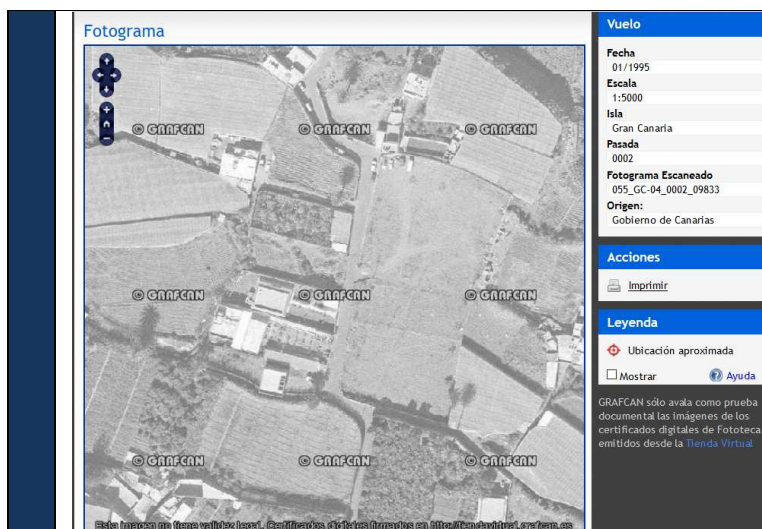 Fotograma
© GRAFCAN © GRAFCAN © GRAFCAN
© GRAFCAN © GRAFCAN © GRAFCAN
© GRAFCAN © GRAFCAN © GRAFCAN
Esta imagen no tiene validez legal. Certificados digitales firmados en http://tiendavirtual.grafcan.es
Vuelo
Fecha
01/1995
Escala
1:5000
Isla
Gran Canaria
Pasada
0002
Fotograma Escaneado
055_GC-04_0002_09833
Origen:
Gobierno de Canarias
Acciones
Imprimir
Leyenda
Ubicación aproximada
Mostrar Ayuda
GRAFCAN sólo avala como prueba
documental las imágenes de los
certificados digitales de Fototeca
emitidos desde la Tienda Virtual